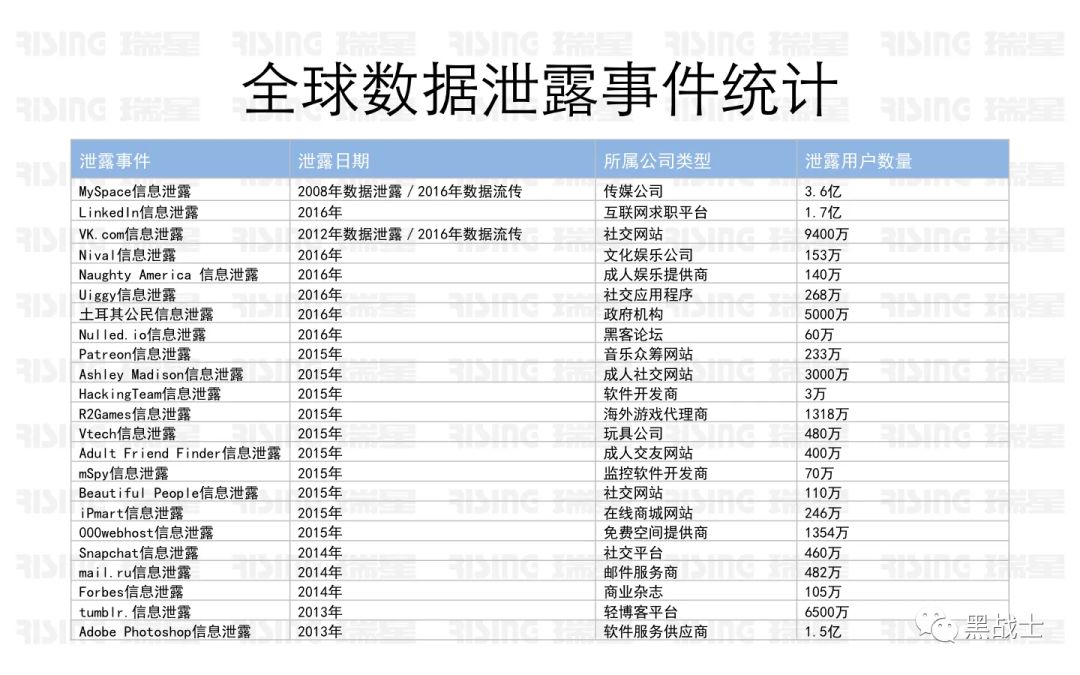 RISING 瑞星 RISING 瑞星 RISING 瑞星 RISING 瑞星 RISING 瑞星
全球数据泄露事件统计
泄露事件 泄露日期 所属公司类型 泄露用户数量
MySpace信息泄露 2008年数据泄露/2016年数据流传 传媒公司 3.6亿
LinkedIn信息泄露 2016年 互联网求职平台 1.7亿
VK.com信息泄露 2012年数据泄露/2016年数据流传 社交网站 9400万
Nival信息泄露 2016年 文化娱乐公司 153万
Naughty America 信息泄露 2016年 成人娱乐提供商 140万
Uiggy信息泄露 2016年 社交应用程序 268万
土耳其公民信息泄露 2016年 政府机构 5000万
Nulled.io信息泄露 2016年 黑客论坛 60万
Patreon信息泄露 2015年 音乐众筹网站 233万
Ashley Madison信息泄露 2015年 成人社交网站 3000万
HackingTeam信息泄露 2015年 软件开发商 3万
R2Games信息泄露 2015年 海外游戏代理商 1318万
Vtech信息泄露 2015年 玩具公司 480万
Adult Friend Finder信息泄露 2015年 成人交友网站 400万
mSpy信息泄露 2015年 监控软件开发商 70万
Beautiful People信息泄露 2015年 社交网站 110万
iPmart信息泄露 2015年 在线商城网站 246万
000webhost信息泄露 2015年 免费空间提供商 1354万
Snapchat信息泄露 2014年 社交平台 460万
mail.ru信息泄露 2014年 邮件服务商 482万
Forbes信息泄露 2014年 商业杂志 105万
tumblr.信息泄露 2013年 轻博客平台 6500万
Adobe Photoshop信息泄露 2013年 软件服务供应商 1.5亿
黑战士